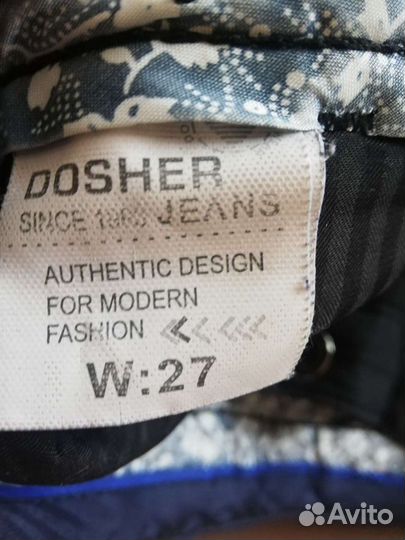 DOSHER
SINCE JEANS
AUTHENTIC DESIGN
FOR MODERN
FASHION
W:27
Avito